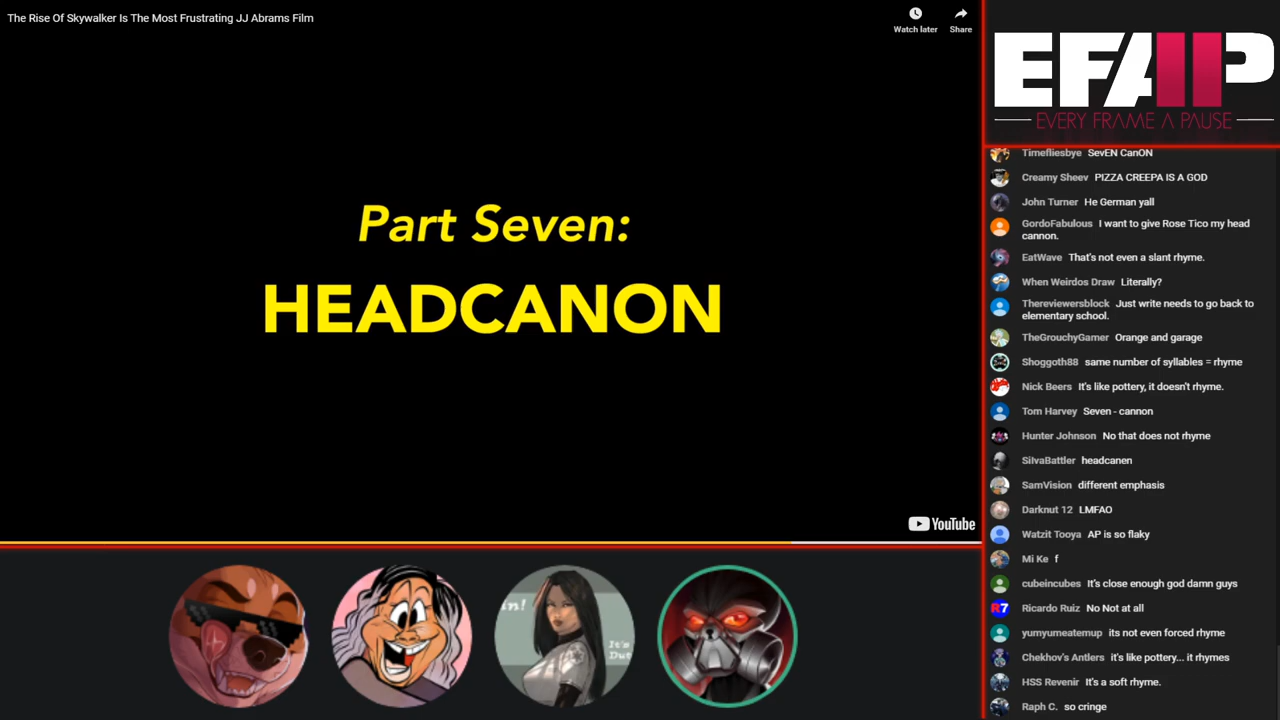 The Rise Of Skywalker Is The Most Frustrating JJ Abrams Film
Watch later
Share
Part Seven:
HEADCANON
YouTube
in!
It's
Due
EFAP
EVERY FRAME A PAUSE
Timefliesbye SevEN CanON
Creamy Sheev PIZZA CREEPA IS A GOD
John Turner He German yall
GordoFabulous I want to give Rose Tico my head
cannon.
EatWave That's not even a slant rhyme.
When Weirdos Draw Literally?
Thereviewersblock Just write needs to go back to
elementary school.
TheGrouchyGamer Orange and garage
Shoggoth88 same number of syllables = rhyme
Nick Beers It's like pottery, it doesn't rhyme.
Tom Harvey Seven - cannon
Hunter Johnson No that does not rhyme
SilvaBattler headcanen
SamVision different emphasis
Darknut 12 LMFAO
Watzit Tooya AP is so flaky
Mi Ke f
cubeincubes It's close enough god damn guys
R7 Ricardo Ruiz No Not at all
yumyumeatemup its not even forced rhyme
Chekhov's Antlers it's like pottery... it rhymes
HSS Revenir It's a soft rhyme.
Raph C. so cringe